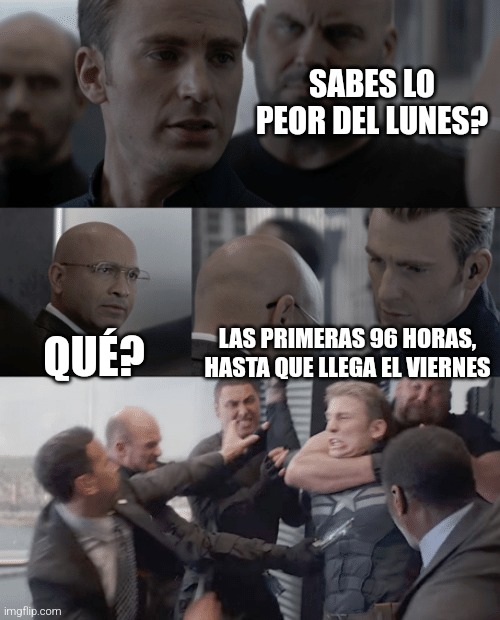 SABES LO
PEOR DEL LUNES?
QUÉ?
LAS PRIMERAS 96 HORAS,
HASTA QUE LLEGA EL VIERNES
imgflip.com